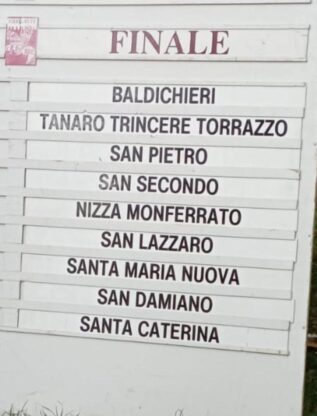 FINALE
BALDICHIERI
TANARO TRINCERE TORRAZZO
SAN PIETRO
SAN SECONDO
NIZZA MONFERRATO
SAN LAZZARO
SANTA MARIA NUOVA
SAN DAMIANO
SANTA CATERINA